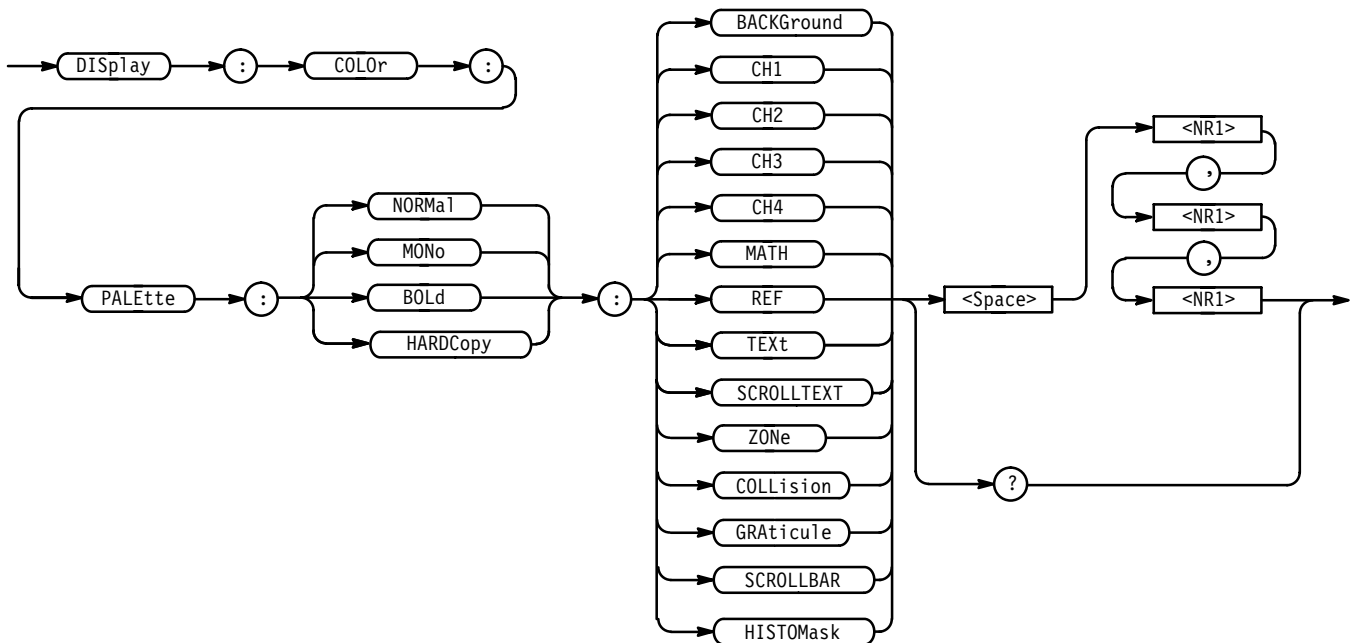 DISplay : COLOr :
PALEtte :
NORMal
MONo
BOLd
HARDCopy
:
BACKGround
CH1
CH2
CH3
CH4
MATH
REF
TEXt
SCROLLTEXT
ZONe
COLLision
GRAticule
SCROLLBAR
HISTOMask
<Space>
<NR1>
,
<NR1>
,
<NR1>
?